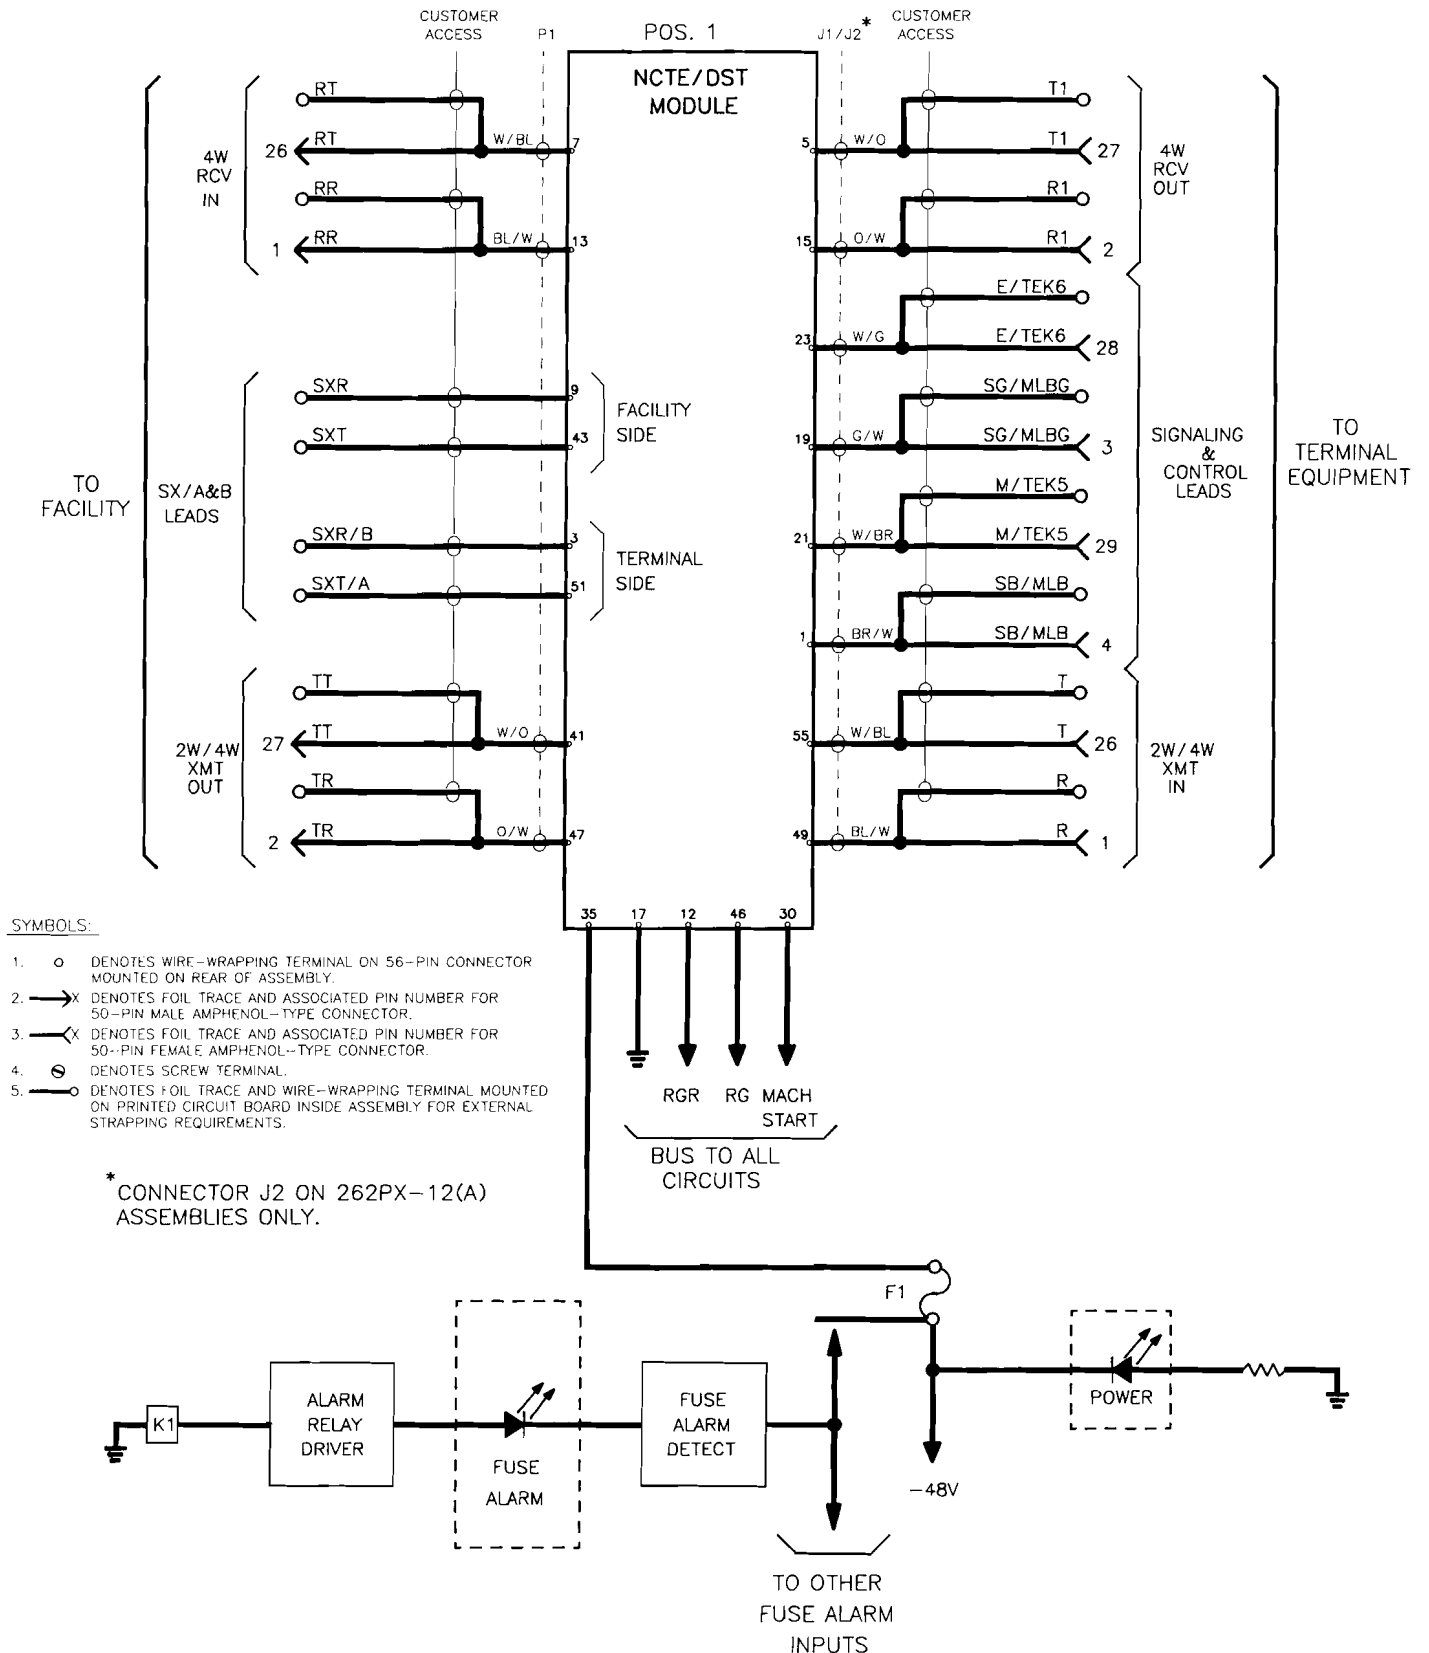 CUSTOMER
ACCESS
P1
POS. 1
J1/J2
*
CUSTOMER
ACCESS
NCTE/DST
MODULE
RT
26
RT
W/BL
7
4W
RCV
IN
RR
1
RR
BL/W
13
5
W/O
T1
T1
27
4W
RCV
OUT
R1
15
O/W
R1
2
E/TEK6
23
W/G
E/TEK6
28
SXR
9
FACILITY
SIDE
SXT
43
SG/MLBG
19
G/W
SG/MLBG
3
SIGNALING
&
CONTROL
LEADS
TO
TERMINAL
EQUIPMENT
TO
FACILITY
SX/A&B
LEADS
M/TEK5
21
W/BR
M/TEK5
29
SXR/B
3
TERMINAL
SIDE
SXT/A
51
SB/MLB
1
BR/W
SB/MLB
4
TT
27
TT
W/O
41
2W/4W
XMT
OUT
TR
2
TR
O/W
47
T
55
W/BL
T
26
2W/4W
XMT
IN
R
49
BL/W
R
1
35
17
12
46
30
SYMBOLS:
1. DENOTES WIRE-WRAPPING TERMINAL ON 56-PIN CONNECTOR
MOUNTED ON REAR OF ASSEMBLY.
2. X DENOTES FOIL TRACE AND ASSOCIATED PIN NUMBER FOR
50-PIN MALE AMPHENOL-TYPE CONNECTOR.
3. X DENOTES FOIL TRACE AND ASSOCIATED PIN NUMBER FOR
50-PIN FEMALE AMPHENOL-TYPE CONNECTOR.
4. DENOTES SCREW TERMINAL.
5. DENOTES FOIL TRACE AND WIRE-WRAPPING TERMINAL MOUNTED
ON PRINTED CIRCUIT BOARD INSIDE ASSEMBLY FOR EXTERNAL
STRAPPING REQUIREMENTS.
RGR
RG
MACH
START
BUS TO ALL
CIRCUITS
*
CONNECTOR J2 ON 262PX-12(A)
ASSEMBLIES ONLY.
F1
K1
ALARM
RELAY
DRIVER
FUSE
ALARM
FUSE
ALARM
DETECT
POWER
-48V
TO OTHER
FUSE ALARM
INPUTS